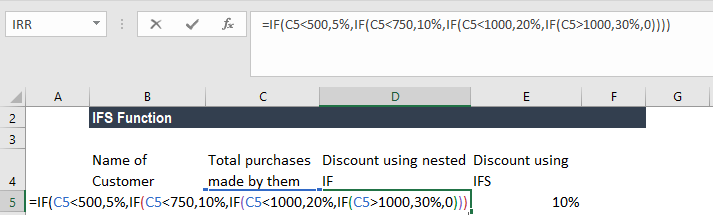 IRR
=IF(C5<500,5%,IF(C5<750,10%,IF(C5<1000,20%,IF(C5>1000,30%,0))))
A B C D E F G
2 IFS Function
3
Name of Total purchases Discount using nested Discount using
4 Customer made by them IF IFS
5 =IF(C5<500,5%,IF(C5<750,10%,IF(C5<1000,20%,IF(C5>1000,30%,0))) 10%